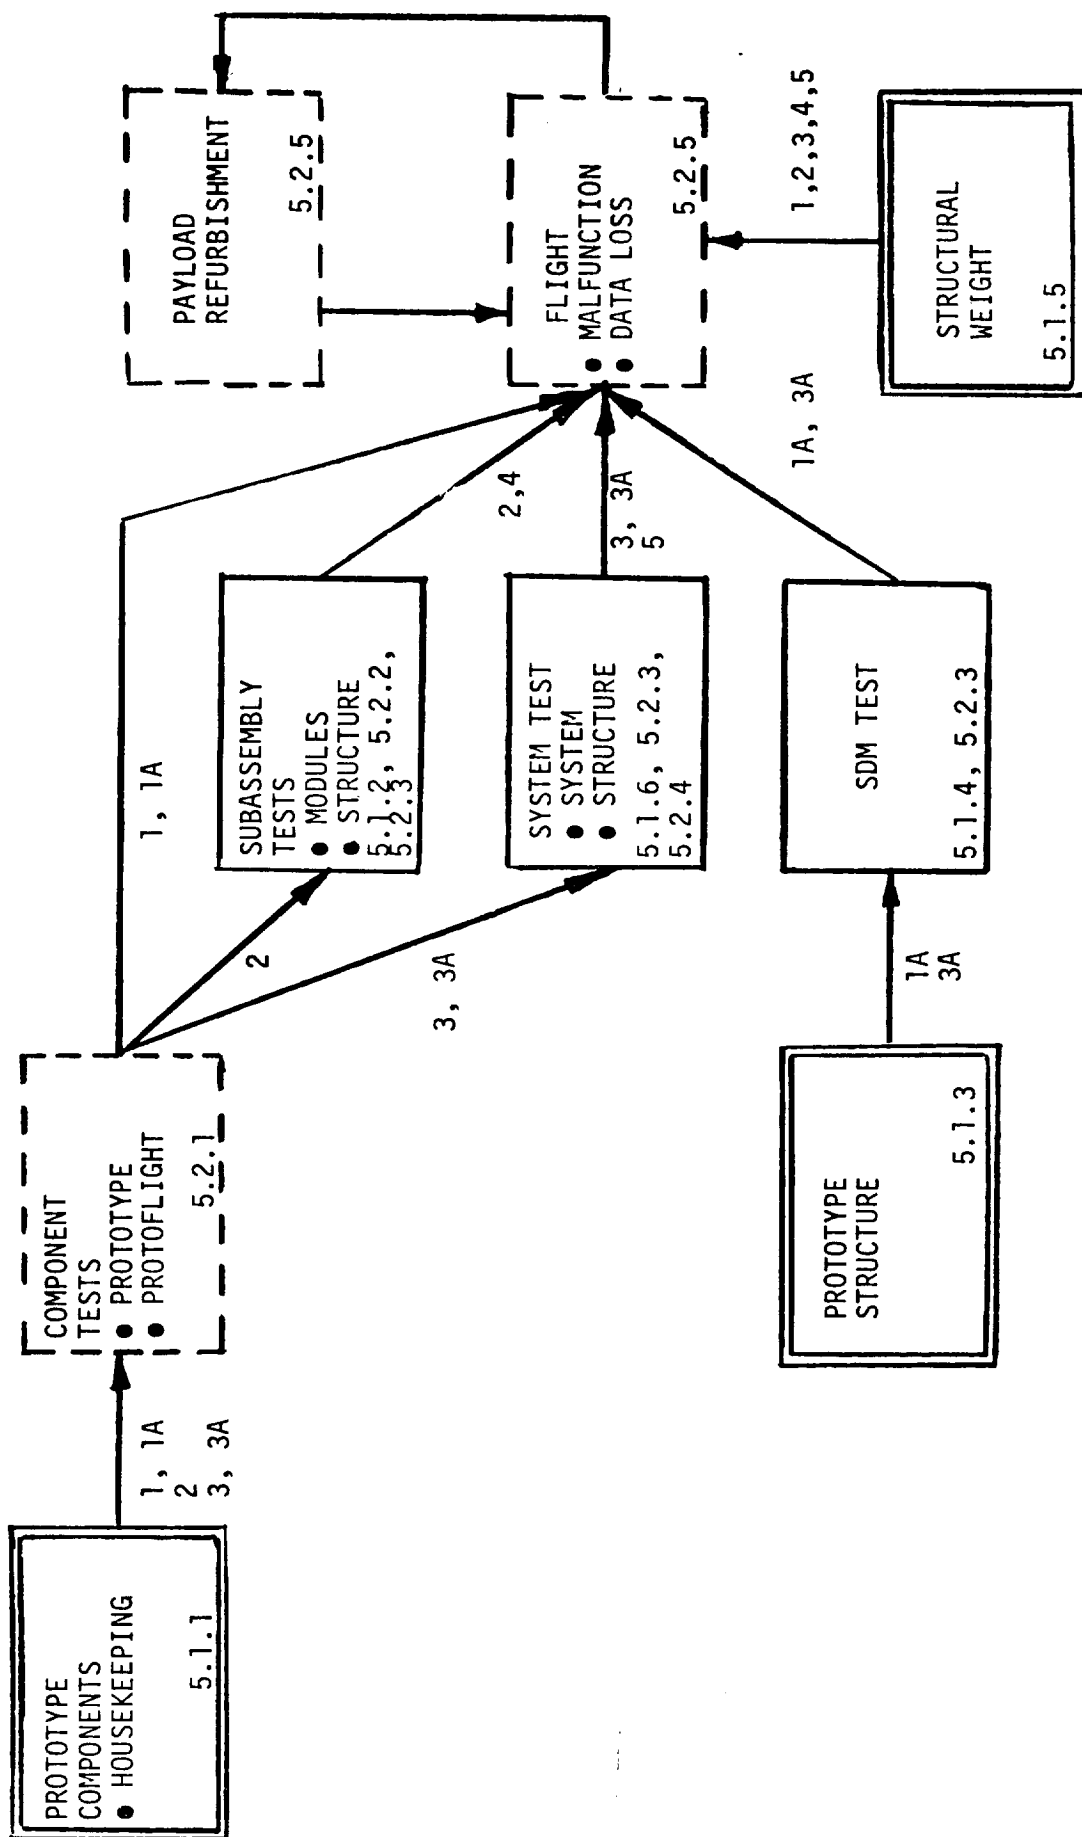 PROTOTYPE
COMPONENTS
● HOUSEKEEPING
5.1.1
1, 1A
2
3, 3A
COMPONENT
TESTS
● PROTOTYPE
● PROTOFLIGHT
5.2.1
1, 1A
2
3, 3A
SUBASSEMBLY
TESTS
● MODULES
● STRUCTURE
5.1.2, 5.2.2,
5.2.3
2,4
SYSTEM TEST
● SYSTEM
● STRUCTURE
5.1.6, 5.2.3,
5.2.4
3, 3A
5
PROTOTYPE
STRUCTURE
5.1.3
1A
3A
SDM TEST
5.1.4, 5.2.3
1A, 3A
PAYLOAD
REFURBISHMENT
5.2.5
FLIGHT
● MALFUNCTION
● DATA LOSS
5.2.5
1,2,3,4,5
STRUCTURAL
WEIGHT
5.1.5